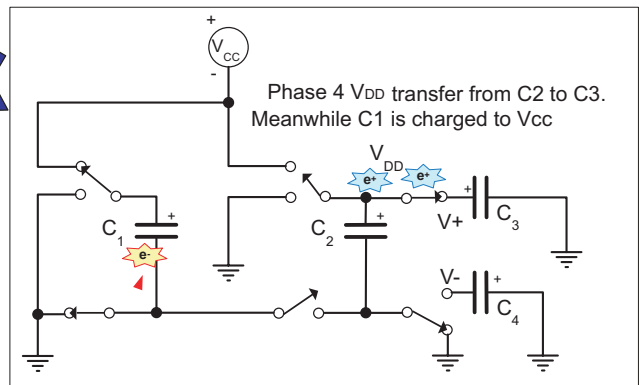 +
VCC
-
Phase 4 VDD transfer from C2 to C3.
Meanwhile C1 is charged to Vcc
VDD
e+
e+
+
V+
C3
C1
+
e-
C2
+
V-
+
C4